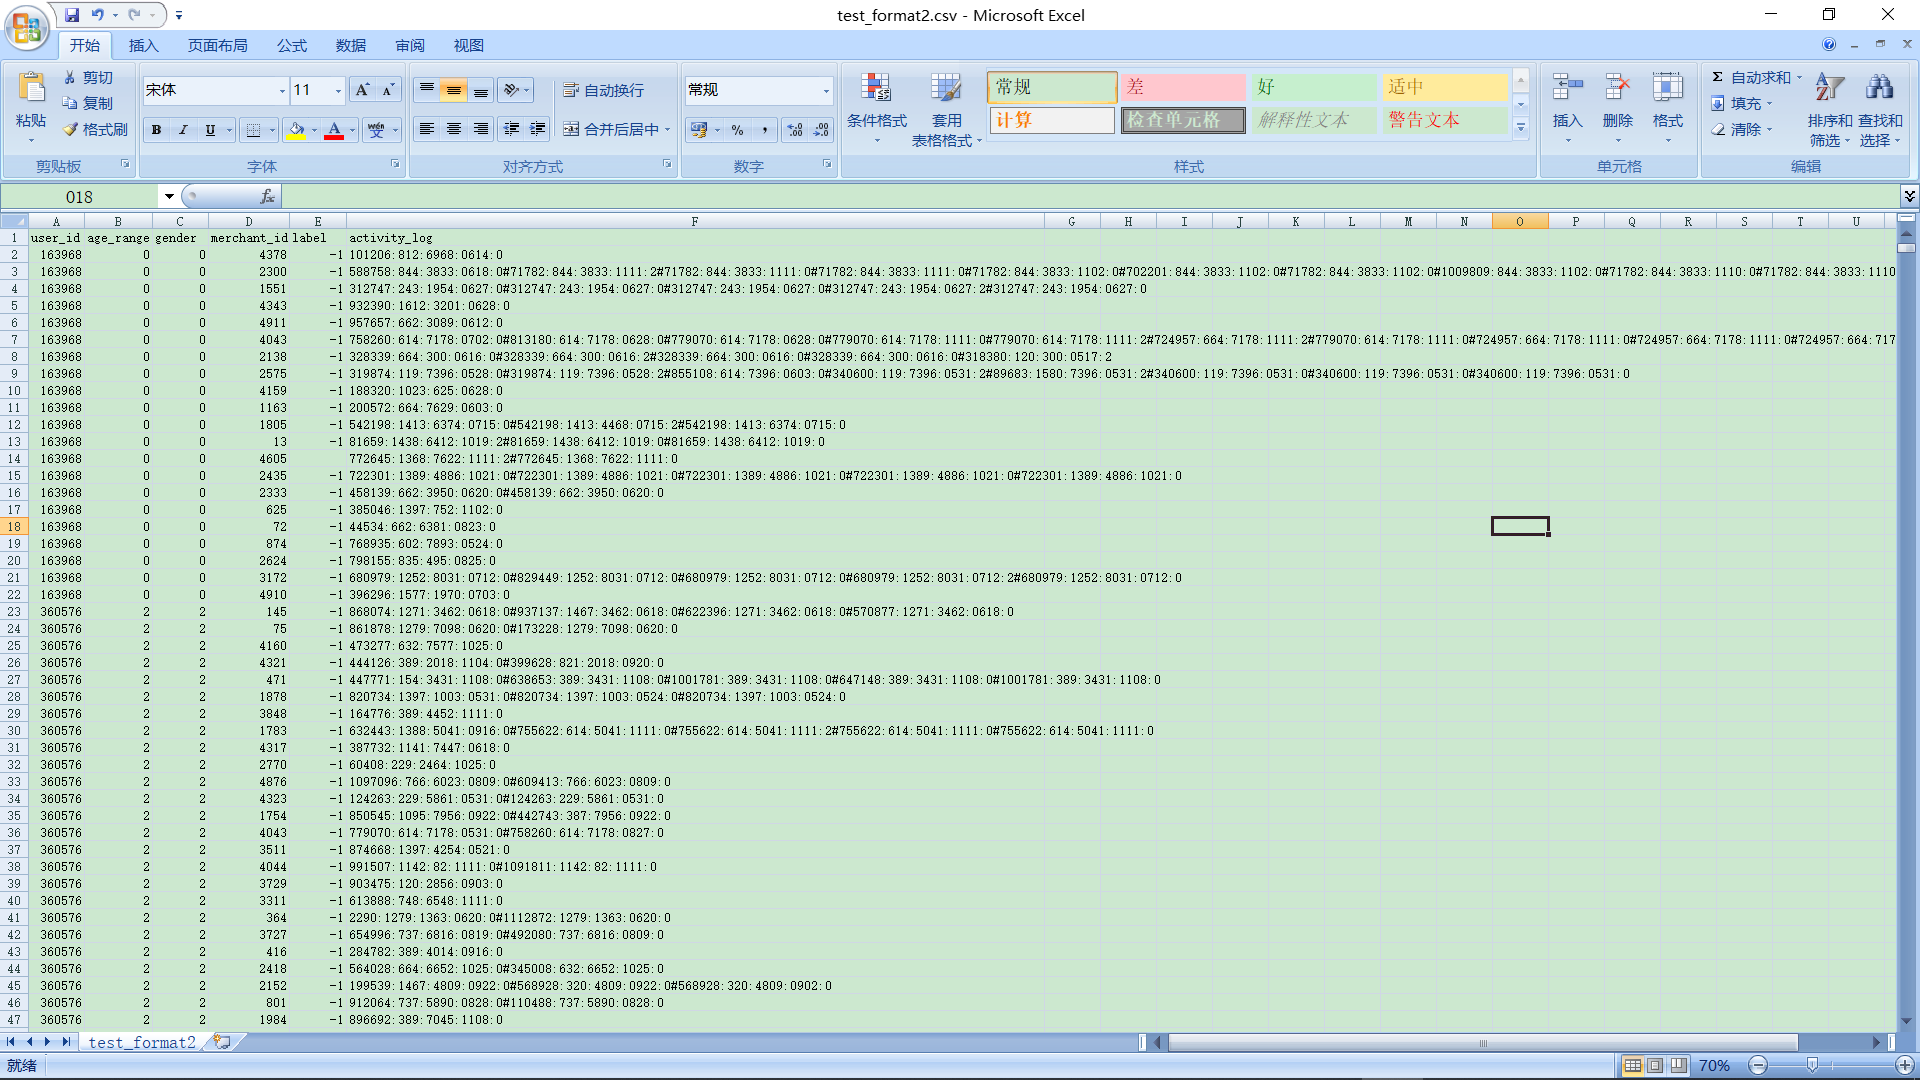 test_format2.csv - Microsoft Excel
开始 插入 页面布局 公式 数据 审阅 视图
粘贴 剪切 复制 格式刷 剪贴板
宋体 11 B I U 字体
自动换行 合并后居中 对齐方式
常规 % , 数字
条件格式 套用表格格式 常规 差 好 适中 计算 检查单元格 解释性文本 警告文本 样式
插入 删除 格式 单元格
Σ 自动求和 填充 清除 排序和筛选 查找和选择 编辑
O18 fx
A B C D E F G H I J K L M N O P Q R S T U
1 user_id age_range gender merchant_id label activity_log
2 163968 0 0 4378 -1 101206:812:6968:0614:0
3 163968 0 0 2300 -1 588758:844:3833:0618:0#71782:844:3833:1111:2#71782:844:3833:1111:0#71782:844:3833:1111:0#71782:844:3833:1102:0#702201:844:3833:1102:0#71782:844:3833:1102:0#1009809:844:3833:1102:0#71782:844:3833:1110:0#71782:844:3833:1110
4 163968 0 0 1551 -1 312747:243:1954:0627:0#312747:243:1954:0627:0#312747:243:1954:0627:0#312747:243:1954:0627:2#312747:243:1954:0627:0
5 163968 0 0 4343 -1 932390:1612:3201:0628:0
6 163968 0 0 4911 -1 957657:662:3089:0612:0
7 163968 0 0 4043 -1 758260:614:7178:0702:0#813180:614:7178:0628:0#779070:614:7178:0628:0#779070:614:7178:1111:0#779070:614:7178:1111:2#724957:664:7178:1111:2#779070:614:7178:1111:0#724957:664:7178:1111:0#724957:664:7178:1111:0#724957:664:717
8 163968 0 0 2138 -1 328339:664:300:0616:0#328339:664:300:0616:2#328339:664:300:0616:0#328339:664:300:0616:0#318380:120:300:0517:2
9 163968 0 0 2575 -1 319874:119:7396:0528:0#319874:119:7396:0528:2#855108:614:7396:0603:0#340600:119:7396:0531:2#89683:1580:7396:0531:2#340600:119:7396:0531:0#340600:119:7396:0531:0#340600:119:7396:0531:0
10 163968 0 0 4159 -1 188320:1023:625:0628:0
11 163968 0 0 1163 -1 200572:664:7629:0603:0
12 163968 0 0 1805 -1 542198:1413:6374:0715:0#542198:1413:4468:0715:2#542198:1413:6374:0715:0
13 163968 0 0 13 -1 81659:1438:6412:1019:2#81659:1438:6412:1019:0#81659:1438:6412:1019:0
14 163968 0 0 4605 772645:1368:7622:1111:2#772645:1368:7622:1111:0
15 163968 0 0 2435 -1 722301:1389:4886:1021:0#722301:1389:4886:1021:0#722301:1389:4886:1021:0#722301:1389:4886:1021:0
16 163968 0 0 2333 -1 458139:662:3950:0620:0#458139:662:3950:0620:0
17 163968 0 0 625 -1 385046:1397:752:1102:0
18 163968 0 0 72 -1 44534:662:6381:0823:0
19 163968 0 0 874 -1 768935:602:7893:0524:0
20 163968 0 0 2624 -1 798155:835:495:0825:0
21 163968 0 0 3172 -1 680979:1252:8031:0712:0#829449:1252:8031:0712:0#680979:1252:8031:0712:0#680979:1252:8031:0712:2#680979:1252:8031:0712:0
22 163968 0 0 4910 -1 396296:1577:1970:0703:0
23 360576 2 2 145 -1 868074:1271:3462:0618:0#937137:1467:3462:0618:0#622396:1271:3462:0618:0#570877:1271:3462:0618:0
24 360576 2 2 75 -1 861878:1279:7098:0620:0#173228:1279:7098:0620:0
25 360576 2 2 4160 -1 473277:632:7577:1025:0
26 360576 2 2 4321 -1 444126:389:2018:1104:0#399628:821:2018:0920:0
27 360576 2 2 471 -1 447771:154:3431:1108:0#638653:389:3431:1108:0#1001781:389:3431:1108:0#647148:389:3431:1108:0#1001781:389:3431:1108:0
28 360576 2 2 1878 -1 820734:1397:1003:0531:0#820734:1397:1003:0524:0#820734:1397:1003:0524:0
29 360576 2 2 3848 -1 164776:389:4452:1111:0
30 360576 2 2 1783 -1 632443:1388:5041:0916:0#755622:614:5041:1111:0#755622:614:5041:1111:2#755622:614:5041:1111:0#755622:614:5041:1111:0
31 360576 2 2 4317 -1 387732:1141:7447:0618:0
32 360576 2 2 2770 -1 60408:229:2464:1025:0
33 360576 2 2 4876 -1 1097096:766:6023:0809:0#609413:766:6023:0809:0
34 360576 2 2 4323 -1 124263:229:5861:0531:0#124263:229:5861:0531:0
35 360576 2 2 1754 -1 850545:1095:7956:0922:0#442743:387:7956:0922:0
36 360576 2 2 4043 -1 779070:614:7178:0531:0#758260:614:7178:0827:0
37 360576 2 2 3511 -1 874668:1397:4254:0521:0
38 360576 2 2 4044 -1 991507:1142:82:1111:0#1091811:1142:82:1111:0
39 360576 2 2 3729 -1 903475:120:2856:0903:0
40 360576 2 2 3311 -1 613888:748:6548:1111:0
41 360576 2 2 364 -1 2290:1279:1363:0620:0#1112872:1279:1363:0620:0
42 360576 2 2 3727 -1 654996:737:6816:0819:0#492080:737:6816:0809:0
43 360576 2 2 416 -1 284782:389:4014:0916:0
44 360576 2 2 2418 -1 564028:664:6652:1025:0#345008:632:6652:1025:0
45 360576 2 2 2152 -1 199539:1467:4809:0922:0#568928:320:4809:0922:0#568928:320:4809:0902:0
46 360576 2 2 801 -1 912064:737:5890:0828:0#110488:737:5890:0828:0
47 360576 2 2 1984 -1 896692:389:7045:1108:0
test_format2
就绪 70%